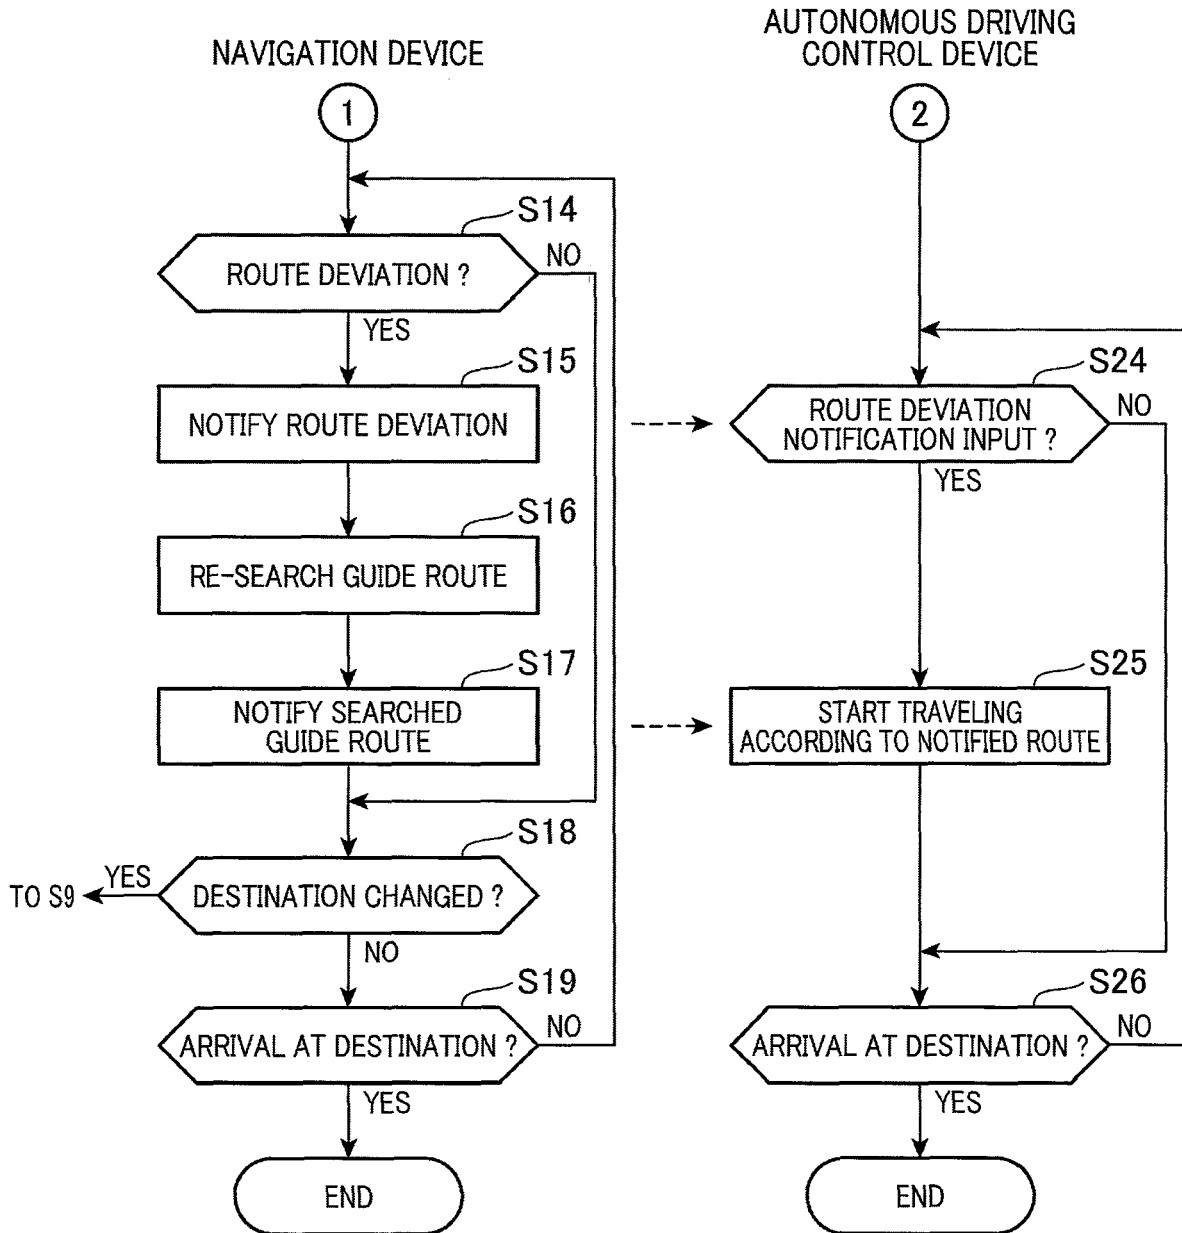 NAVIGATION DEVICE
1
S14
ROUTE DEVIATION ?
NO
YES
S15
NOTIFY ROUTE DEVIATION
S16
RE-SEARCH GUIDE ROUTE
S17
NOTIFY SEARCHED
GUIDE ROUTE
S18
TO S9
YES
DESTINATION CHANGED ?
NO
S19
ARRIVAL AT DESTINATION ?
NO
YES
END
AUTONOMOUS DRIVING
CONTROL DEVICE
2
S24
ROUTE DEVIATION
NOTIFICATION INPUT ?
NO
YES
S25
START TRAVELING
ACCORDING TO NOTIFIED ROUTE
S26
ARRIVAL AT DESTINATION ?
NO
YES
END